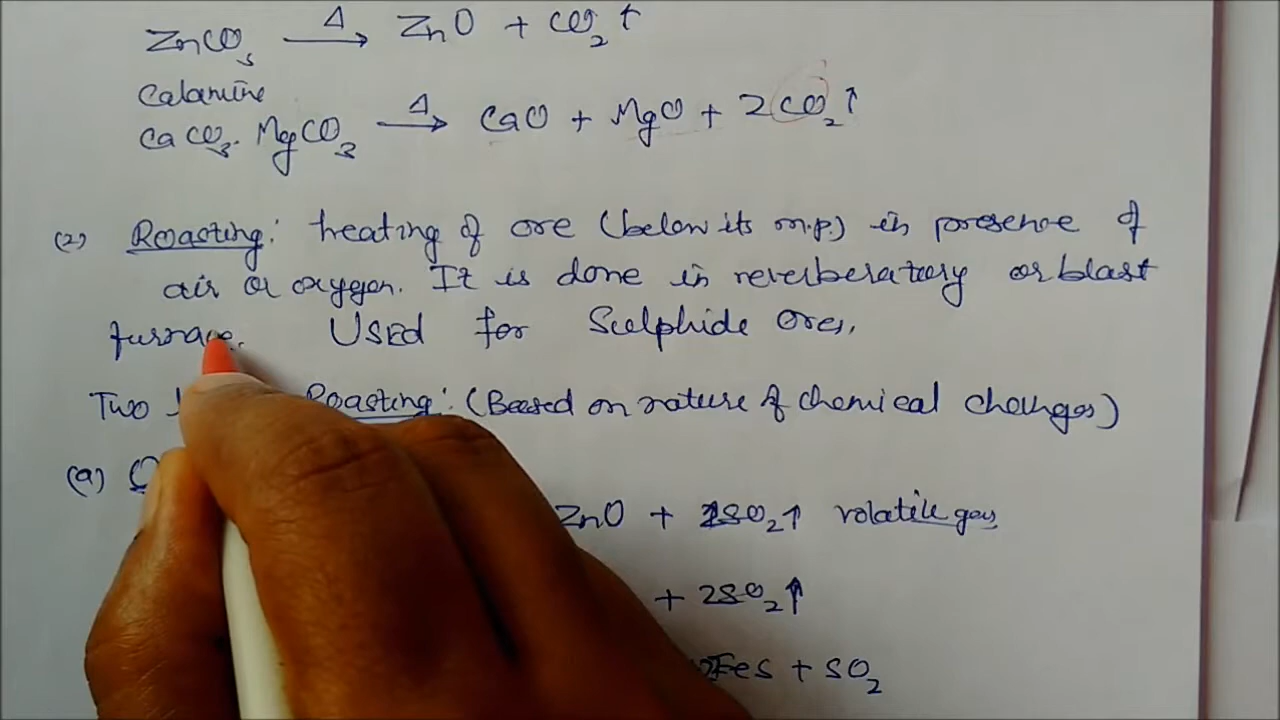 ZnCO₃ —Δ→ ZnO + CO₂↑
Calamine
CaCO₃. MgCO₃ —Δ→ CaO + MgO + 2CO₂↑
(2) Roasting: heating of ore (below its m.p.) in presence of
air or oxygen. It is done in reverberatory or blast
furnace. Used for Sulphide Ores.
Two Roasting: (Based on nature of chemical changes)
(a)
ZnO + SO₂↑ volatile gas
+ 2SO₂↑
FeS + SO₂